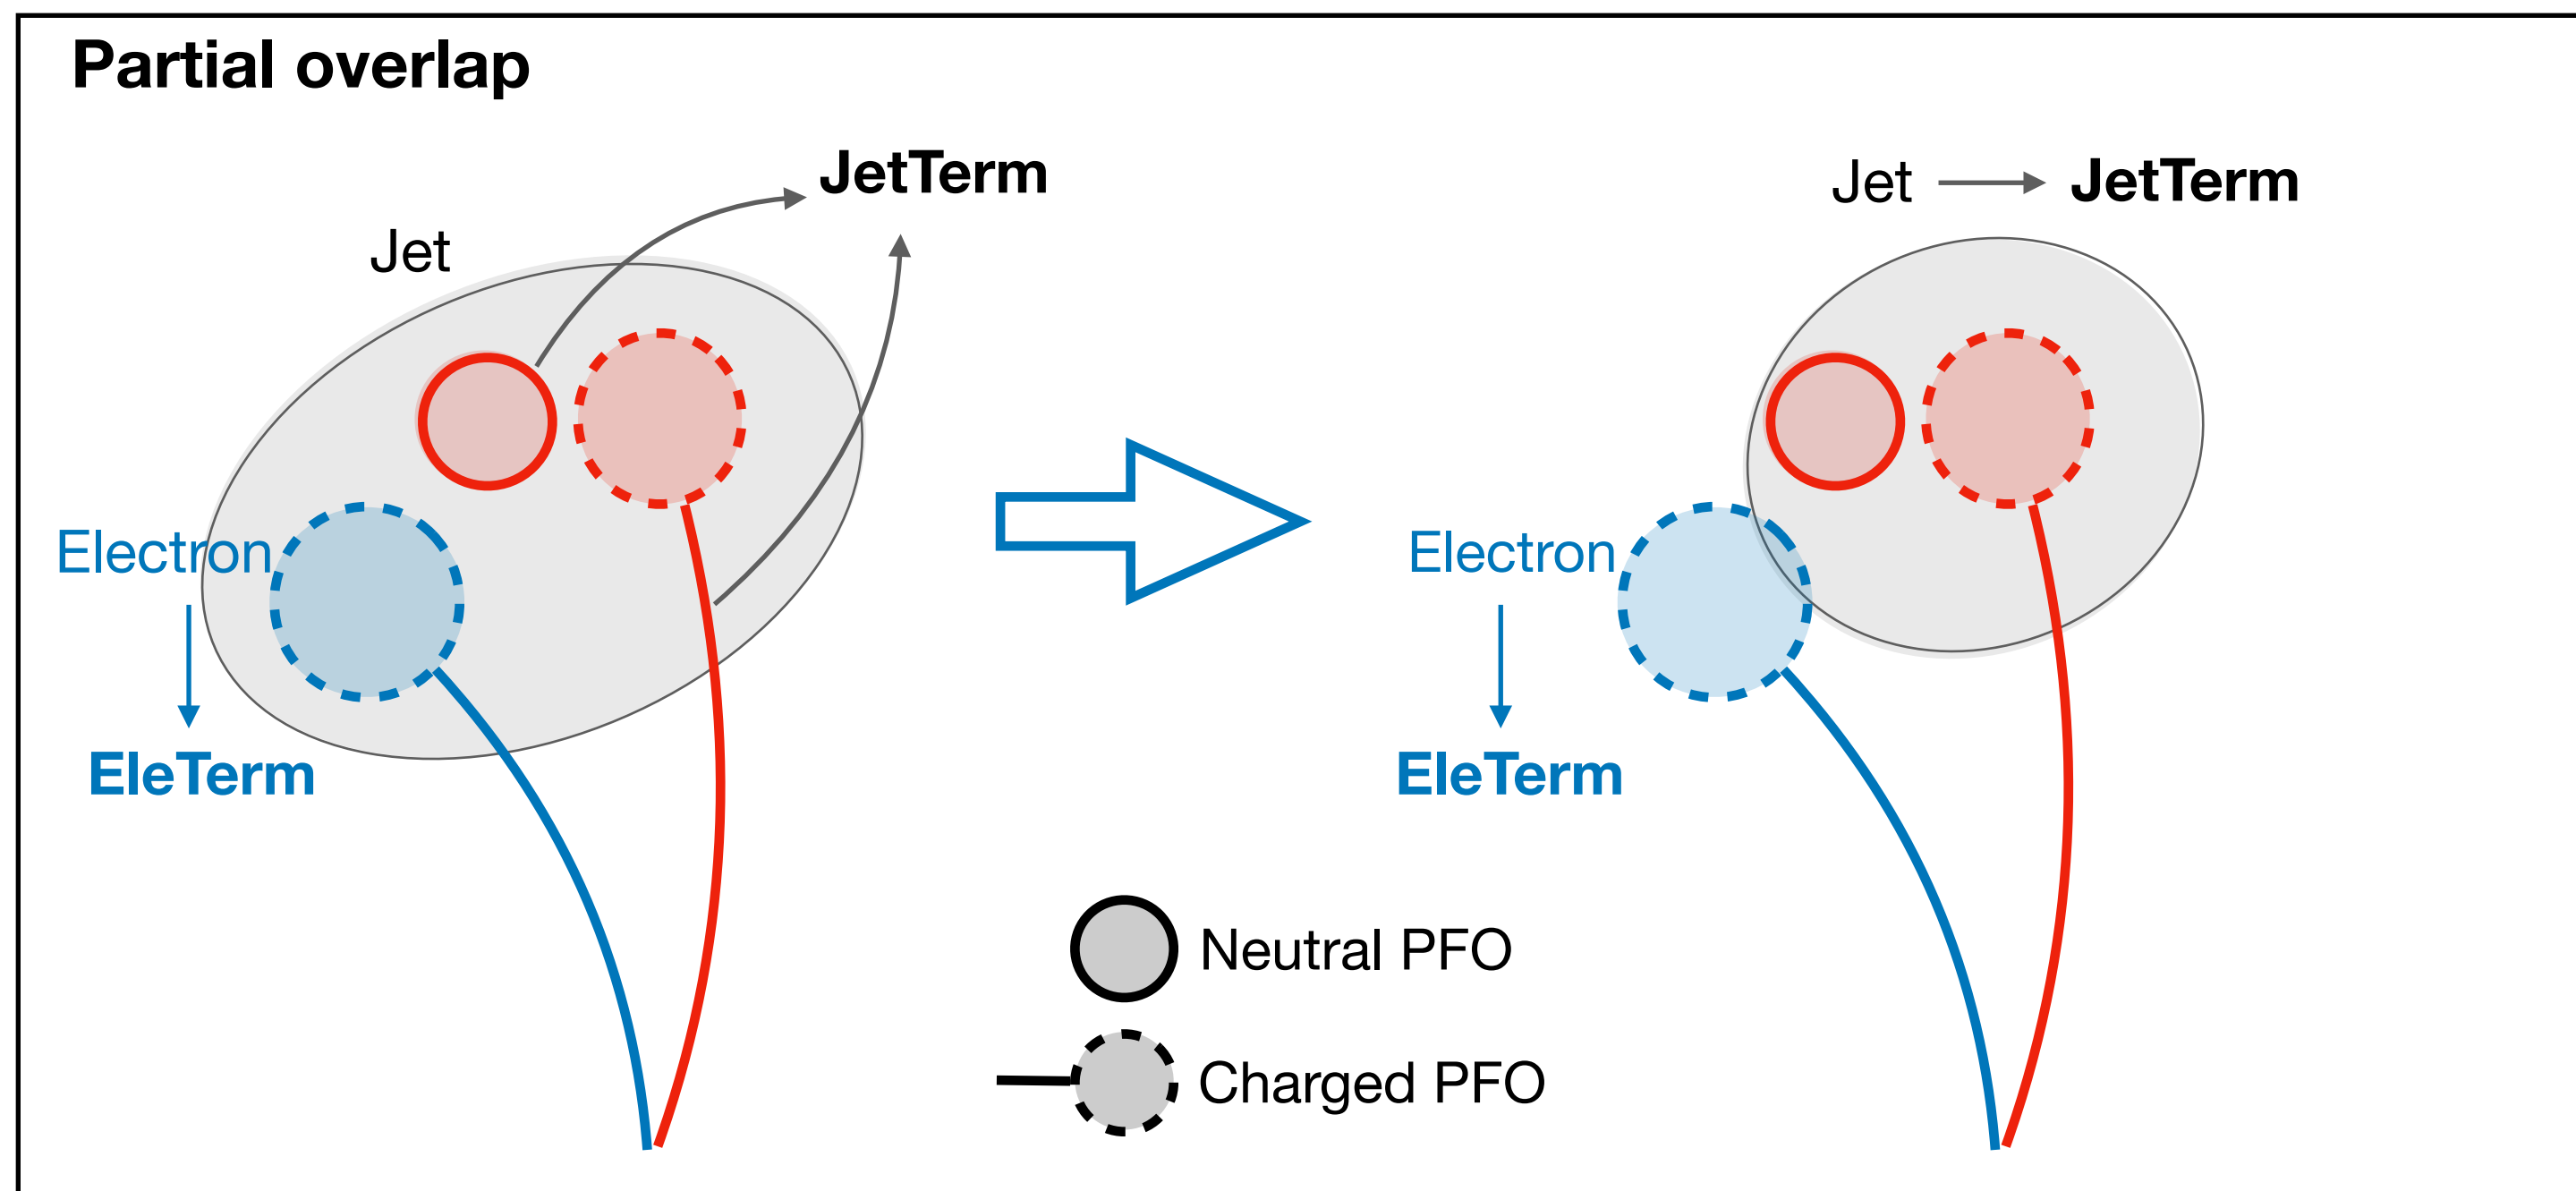 Partial overlap
JetTerm
Jet
Electron
EleTerm
Jet
JetTerm
Electron
EleTerm
Neutral PFO
Charged PFO